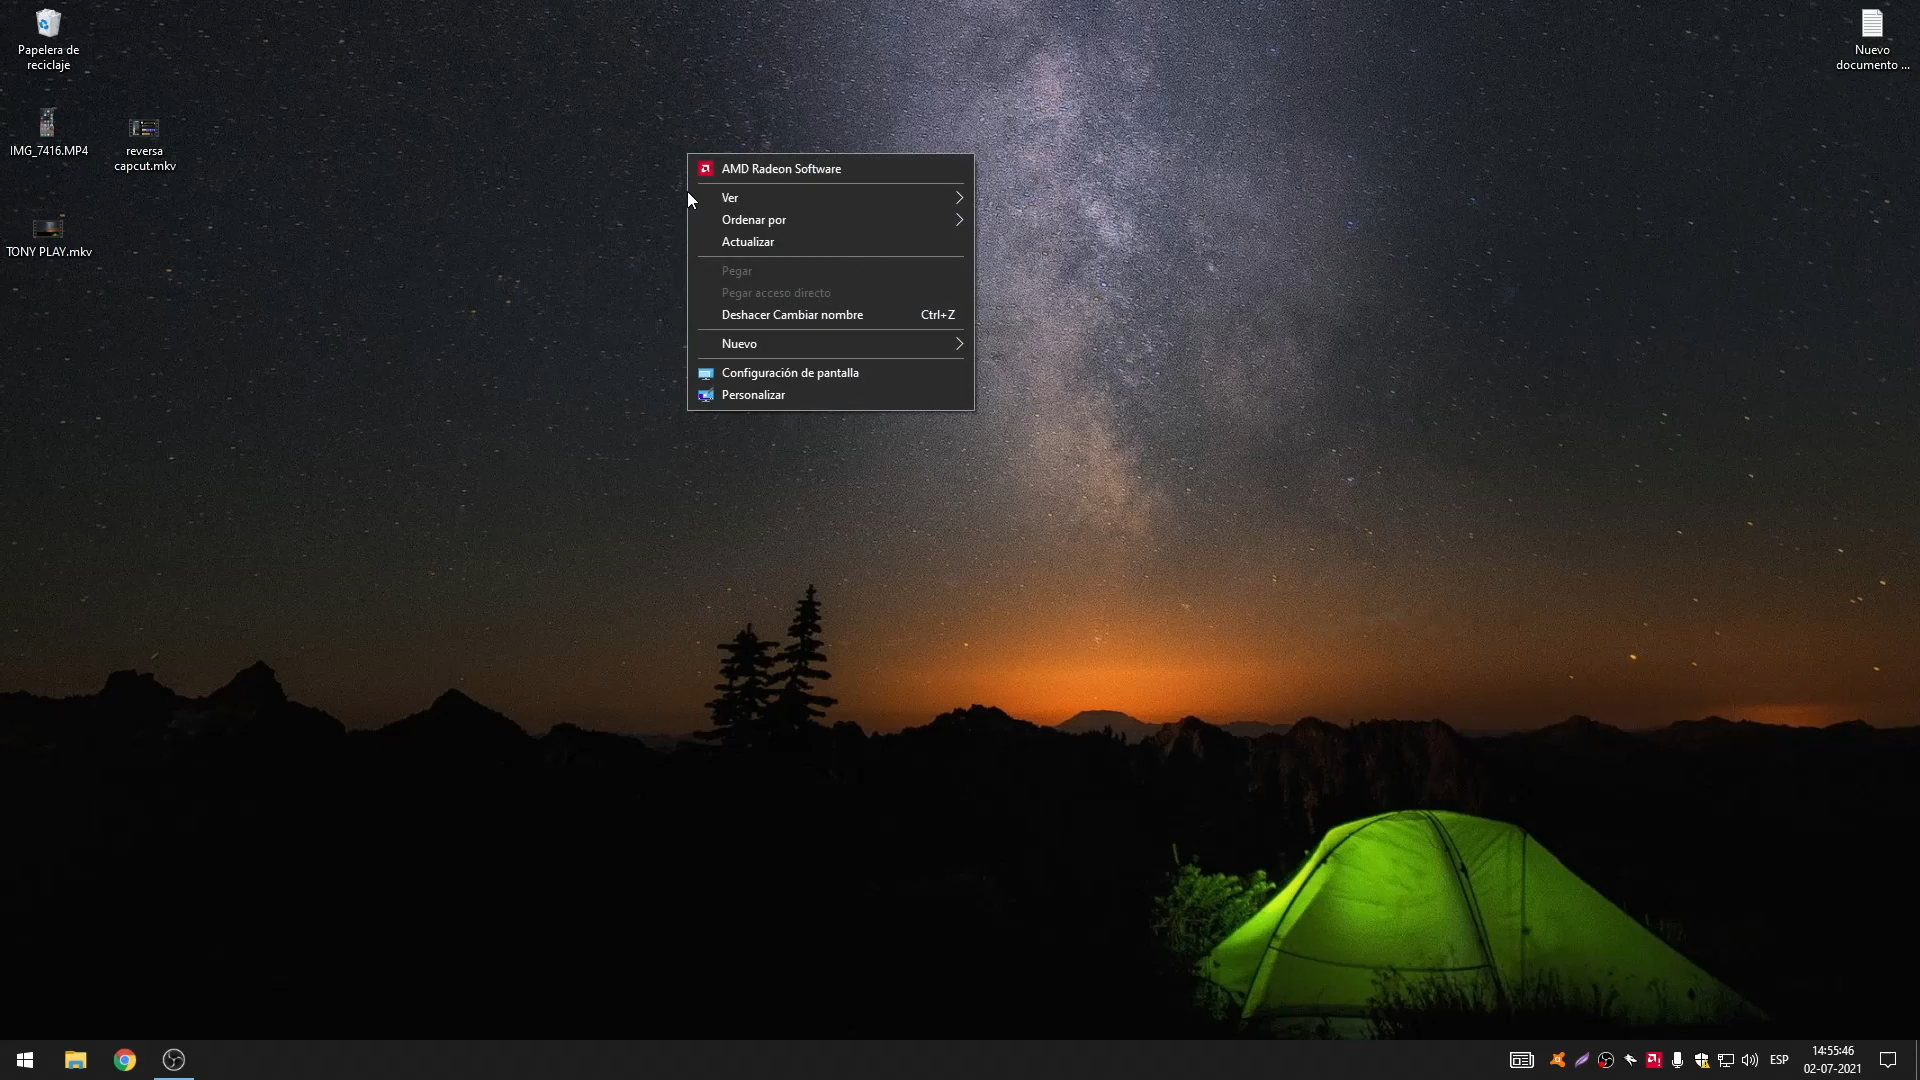 Papelera de
reciclaje
IMG_7416.MP4
reversa
capcut.mkv
TONY PLAY.mkv
Nuevo
documento ...
AMD Radeon Software
Ver
Ordenar por
Actualizar
Pegar
Pegar acceso directo
Deshacer Cambiar nombre Ctrl+Z
Nuevo
Configuración de pantalla
Personalizar
ESP
14:55:46
02-07-2021